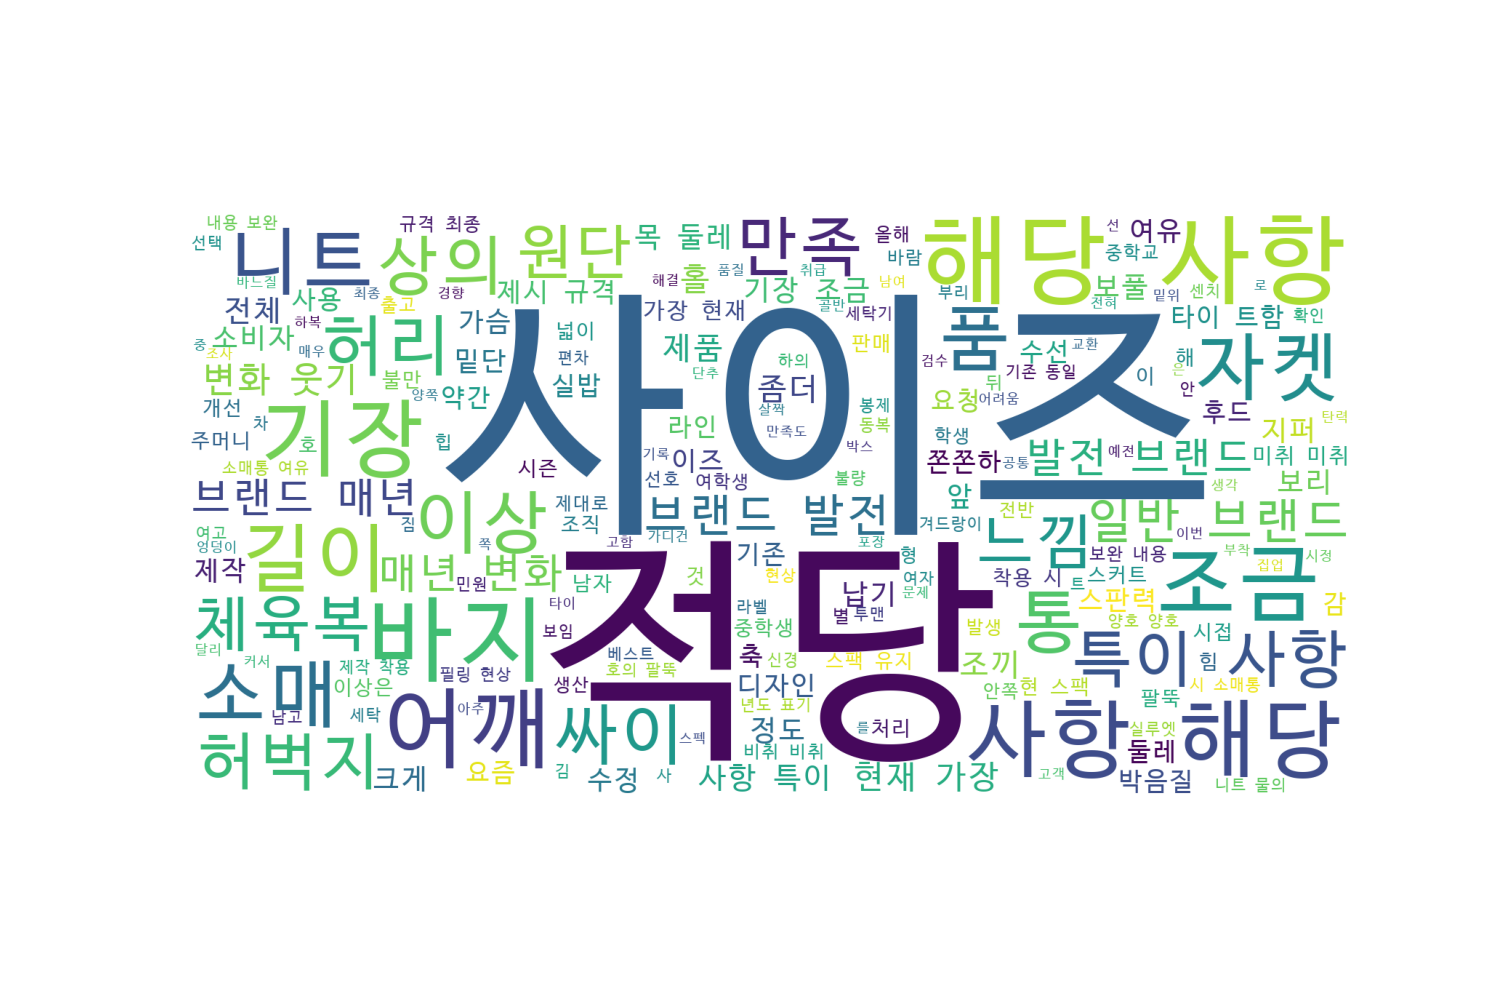 내용 보완
규격 최종
선택
니트
상의
원단
목 둘레
만족
올해
바람
해당
선
여유
중학교
사항
바느질
전체
사용
최종
출고
경향
제시 규격
해결
홀
품질
취급
기장 조금
골반
남여
세탁기
부리
전혀
보풀
밑위
센치
로
중
하복
소비자
조사
매우
허리
가슴
넓이
가장 현재
사이즈
하의
판매
품
수선
교환
타이 트함
확인
변화 웃기
불만
밑단
편차
제품
단추
좀더
검수
기존 동일
뒤
이
해
은
안
자켓
개선
차
양쪽
약간
실밥
살짝
봉제
요청
어려움
후드
탄력
주머니
호
기장
힙
라인
만족도
동복
학생
지퍼
소매통 여유
시즌
기록
이즈
박스
쫀쫀하
공통
발전 브랜드
예전
미취 미취
브랜드 매년
이상
제대로
선호
여학생
불량
앞
보리
생각
여고
짐
조직
가디건
브랜드 발전
겨드랑이
전반
일반 브랜드
이번
엉덩이
길이
쪽
고함
포장
느낌
보완 내용
부착
시정
제작
매년 변화
민원
남자
것
기존
현상
적당
납기
형
여자
문제
착용 시
트
스커트
조금
집업
체육복
바지
타이
보임
라벨
중학생
별
투맨
발생
통
스판력
양호 양호
시접
감
달리
커서
제작 착용
필링 현상
베스트
호의 팔뚝
축
신경
스팩 유지
조끼
특이 사항
힘
소매
이상은
생산
디자인
안쪽
현 스팩
팔뚝
시 소매통
남고
세탁
어깨
아주
싸이
스펙
년도 표기
정도
틀
처리
사항
실루엣
둘레
해당
허벅지
크게
요즘
김
수정
사
비취 비취
사항 특이
현재 가장
고객
박음질
니트 물의